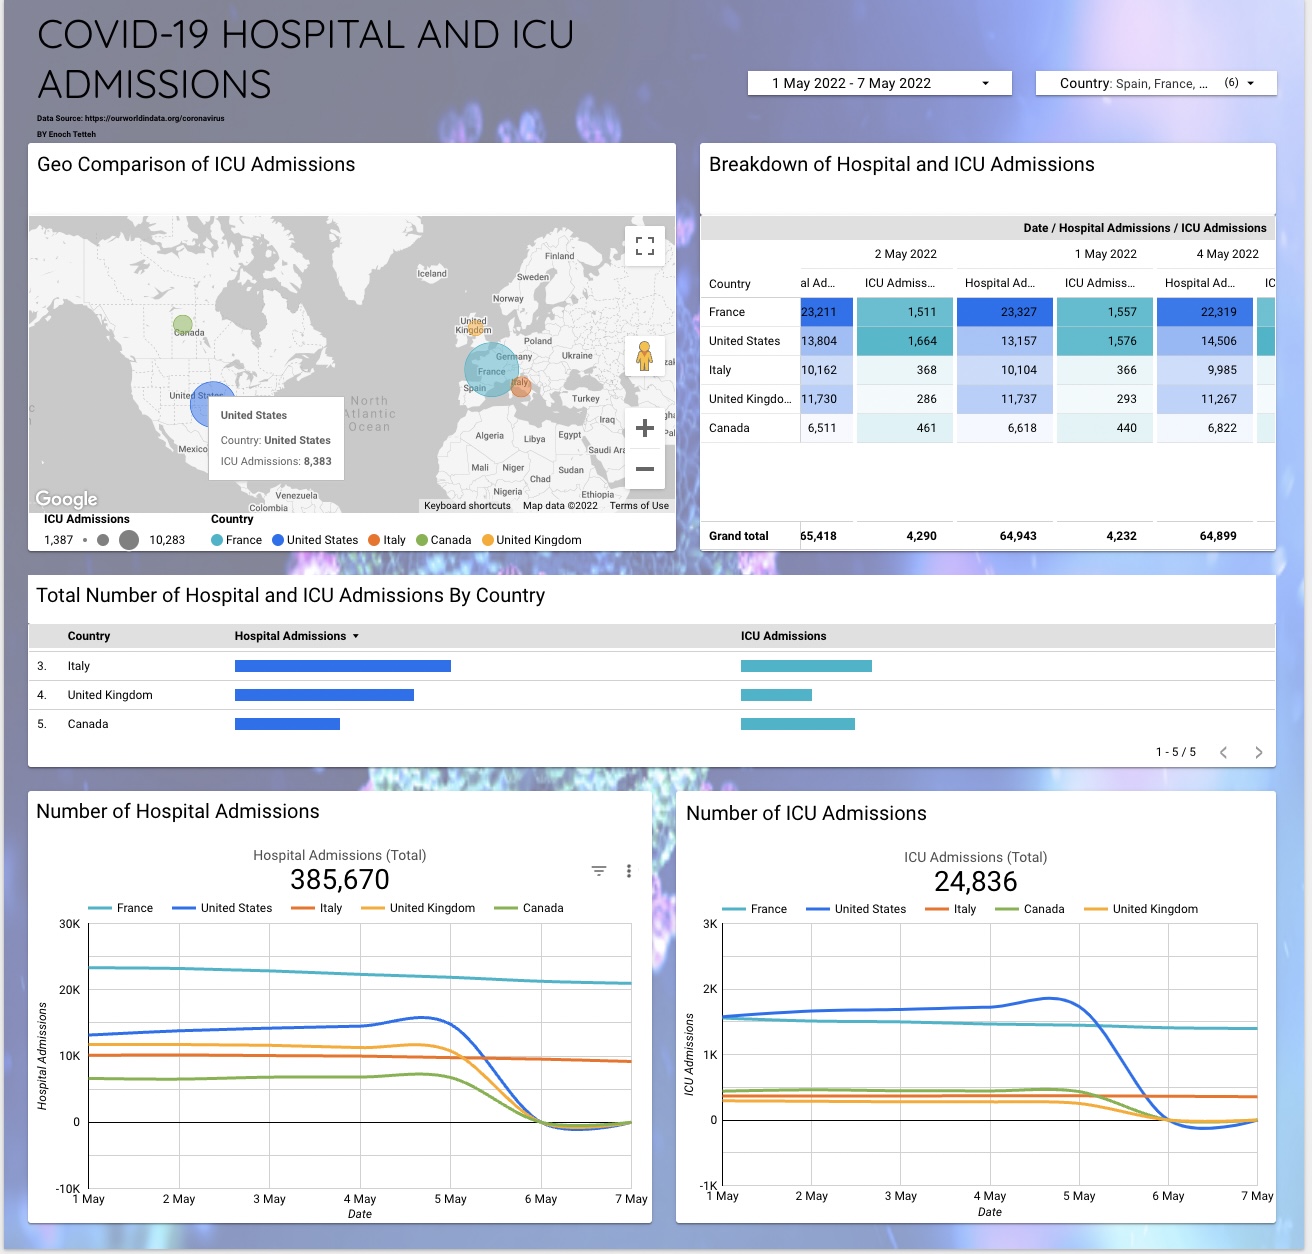 COVID-19 HOSPITAL AND ICU
ADMISSIONS
Data Source: https://ourworldindata.org/coronavirus
BY Enoch Tetteh
1 May 2022 - 7 May 2022
Country: Spain, France, ... (6)
Geo Comparison of ICU Admissions
Iceland
Finland
Sweden
Norway
United
Kingdom
Canada
Poland
Germany
Ukraine
France
Italy
Spain
United States
North
Atlantic
Ocean
Turkey
Iraq
Mexico
Algeria
Libya
Egypt
Saudi Ara
Mali
Niger
Sudan
Chad
Nigeria
Ethiopia
Venezuela
Colombia
United States
Country: United States
ICU Admissions: 8,383
Google
Keyboard shortcuts Map data ©2022 Terms of Use
ICU Admissions Country
1,387 10,283 France United States Italy Canada United Kingdom
Breakdown of Hospital and ICU Admissions
Date / Hospital Admissions / ICU Admissions
2 May 2022 1 May 2022 4 May 2022
Country al Ad... ICU Admiss... Hospital Ad... ICU Admiss... Hospital Ad... IC
France 23,211 1,511 23,327 1,557 22,319
United States 13,804 1,664 13,157 1,576 14,506
Italy 10,162 368 10,104 366 9,985
United Kingdo... 11,730 286 11,737 293 11,267
Canada 6,511 461 6,618 440 6,822
Grand total 65,418 4,290 64,943 4,232 64,899
Total Number of Hospital and ICU Admissions By Country
Country Hospital Admissions ICU Admissions
3. Italy
4. United Kingdom
5. Canada
1 - 5 / 5
Number of Hospital Admissions
Hospital Admissions (Total)
385,670
France United States Italy United Kingdom Canada
30K
20K
10K
0
-10K
Hospital Admissions
1 May 2 May 3 May 4 May 5 May 6 May 7 May
Date
Number of ICU Admissions
ICU Admissions (Total)
24,836
France United States Italy Canada United Kingdom
3K
2K
1K
0
-1K
ICU Admissions
1 May 2 May 3 May 4 May 5 May 6 May 7 May
Date